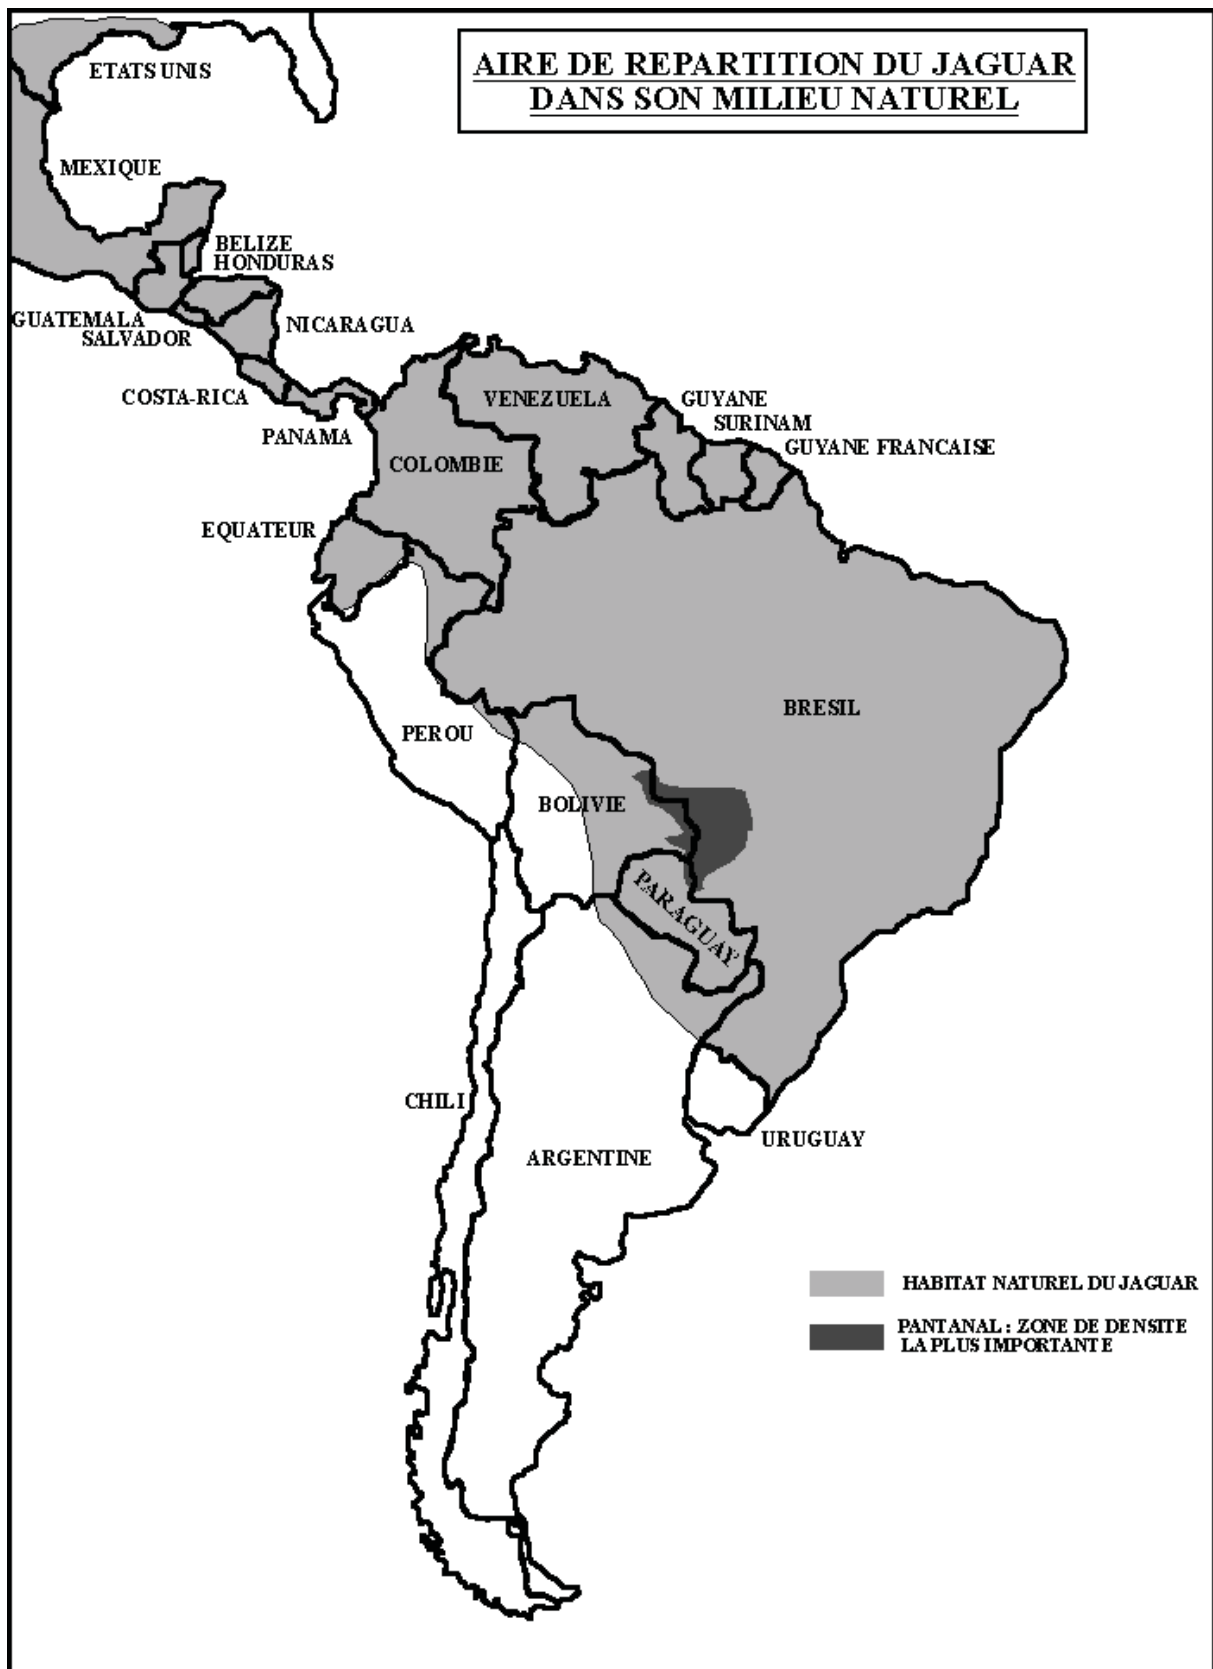 AIRE DE REPARTITION DU JAGUAR
DANS SON MILIEU NATUREL
ETATS UNIS
MEXIQUE
BELIZE
HONDURAS
GUATEMALA
SALVADOR
NICARAGUA
COSTA-RICA
PANAMA
VENEZUELA
GUYANE
SURINAM
GUYANE FRANCAISE
COLOMBIE
EQUATEUR
BRESIL
PEROU
BOLIVIE
PARAGUAY
CHILI
URUGUAY
ARGENTINE
HABITAT NATUREL DU JAGUAR
PANTANAL : ZONE DE DENSITE
LA PLUS IMPORTANTE